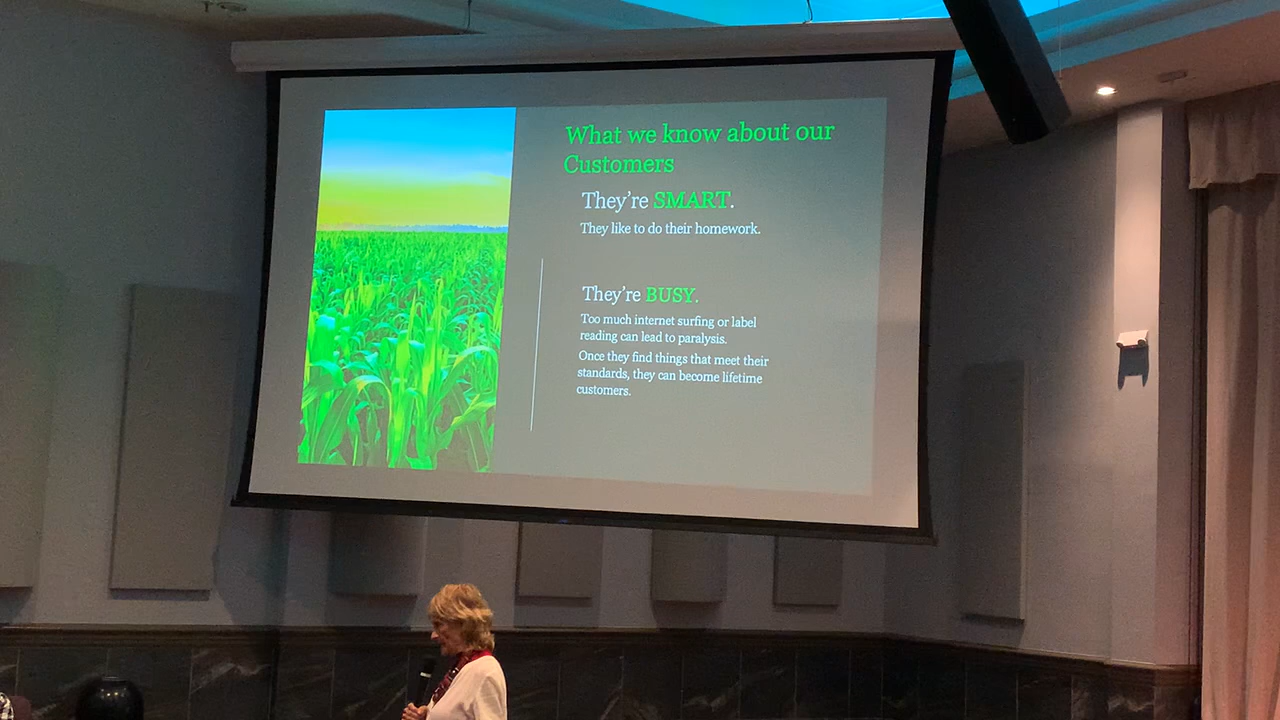 What we know about our
Customers
They're SMART.
They like to do their homework.
They're BUSY.
Too much internet surfing or label
reading can lead to paralysis.
Once they find things that meet their
standards, they can become lifetime
customers.